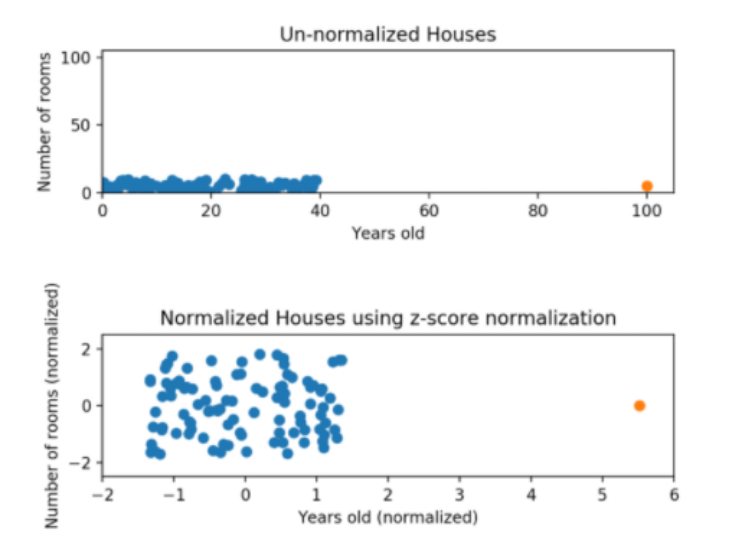 Un-normalized Houses
Number of rooms
100
50
0
0 20 40 60 80 100
Years old
Normalized Houses using z-score normalization
Number of rooms (normalized)
2
0
−2
−2 −1 0 1 2 3 4 5 6
Years old (normalized)